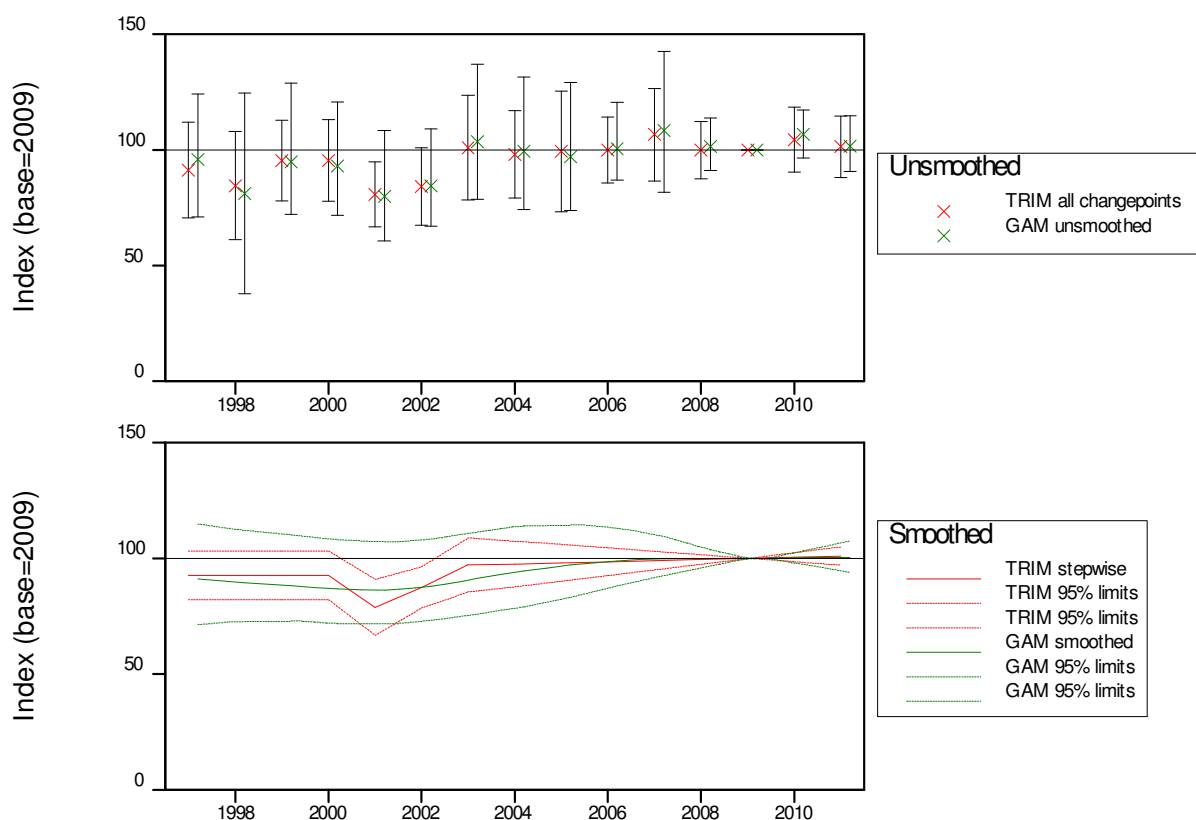 150
100
50
0
Index (base=2009)
1998 2000 2002 2004 2006 2008 2010
Unsmoothed
TRIM all changepoints
GAM unsmoothed
150
100
50
0
Index (base=2009)
1998 2000 2002 2004 2006 2008 2010
Smoothed
TRIM stepwise
TRIM 95% limits
TRIM 95% limits
GAM smoothed
GAM 95% limits
GAM 95% limits